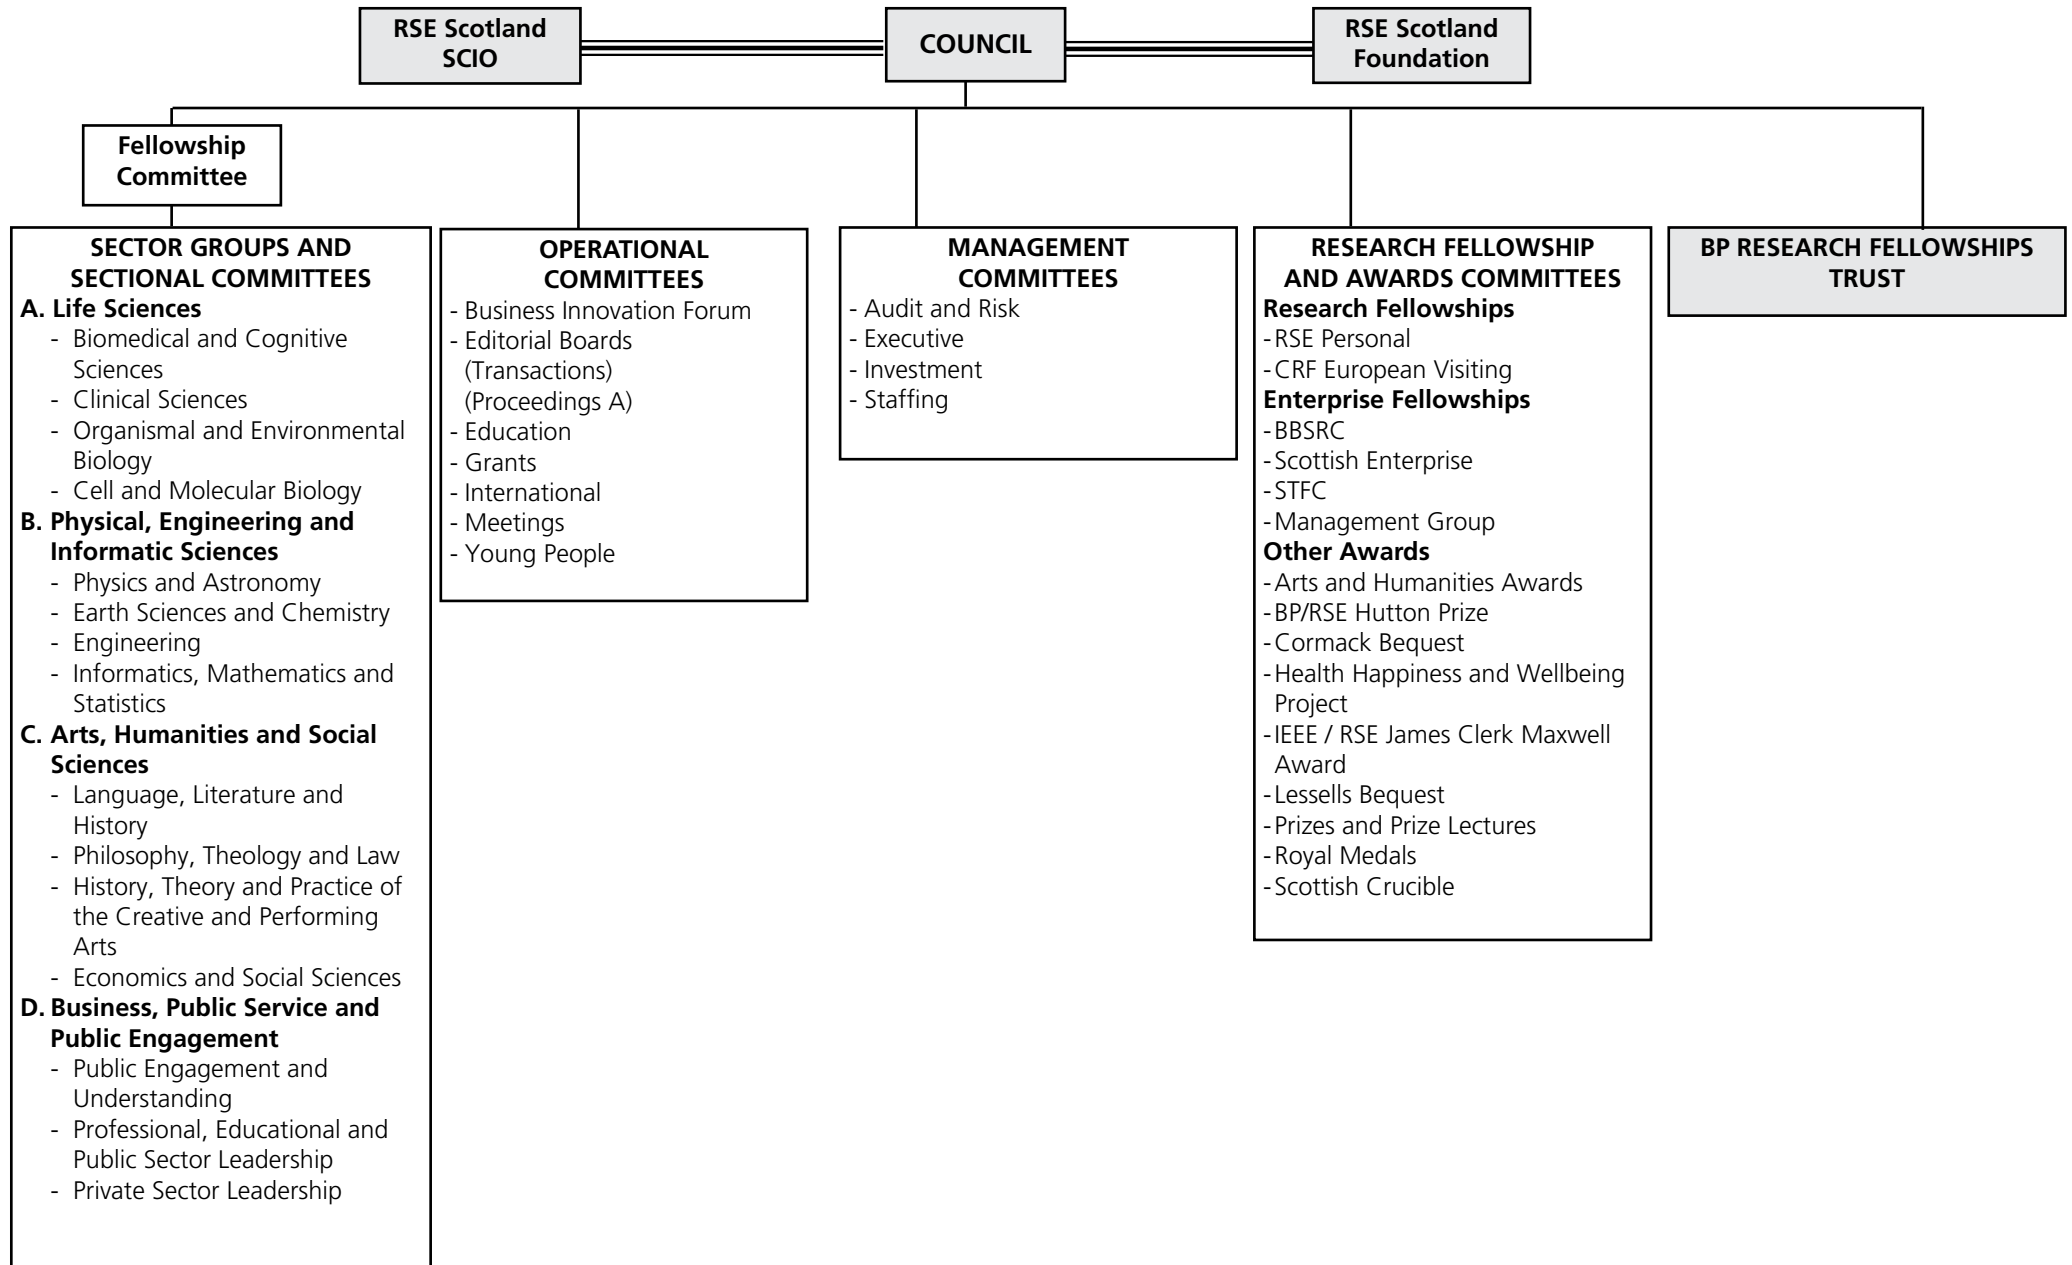 RSE Scotland
SCIO
COUNCIL
RSE Scotland
Foundation
Fellowship
Committee
SECTOR GROUPS AND
SECTIONAL COMMITTEES
A. Life Sciences
- Biomedical and Cognitive
Sciences
- Clinical Sciences
- Organismal and Environmental
Biology
- Cell and Molecular Biology
B. Physical, Engineering and
Informatic Sciences
- Physics and Astronomy
- Earth Sciences and Chemistry
- Engineering
- Informatics, Mathematics and
Statistics
C. Arts, Humanities and Social
Sciences
- Language, Literature and
History
- Philosophy, Theology and Law
- History, Theory and Practice of
the Creative and Performing
Arts
- Economics and Social Sciences
D. Business, Public Service and
Public Engagement
- Public Engagement and
Understanding
- Professional, Educational and
Public Sector Leadership
- Private Sector Leadership
OPERATIONAL
COMMITTEES
- Business Innovation Forum
- Editorial Boards
(Transactions)
(Proceedings A)
- Education
- Grants
- International
- Meetings
- Young People
MANAGEMENT
COMMITTEES
- Audit and Risk
- Executive
- Investment
- Staffing
RESEARCH FELLOWSHIP
AND AWARDS COMMITTEES
Research Fellowships
-RSE Personal
-CRF European Visiting
Enterprise Fellowships
-BBSRC
-Scottish Enterprise
-STFC
-Management Group
Other Awards
-Arts and Humanities Awards
-BP/RSE Hutton Prize
-Cormack Bequest
-Health Happiness and Wellbeing
Project
-IEEE / RSE James Clerk Maxwell
Award
-Lessells Bequest
-Prizes and Prize Lectures
-Royal Medals
-Scottish Crucible
BP RESEARCH FELLOWSHIPS
TRUST